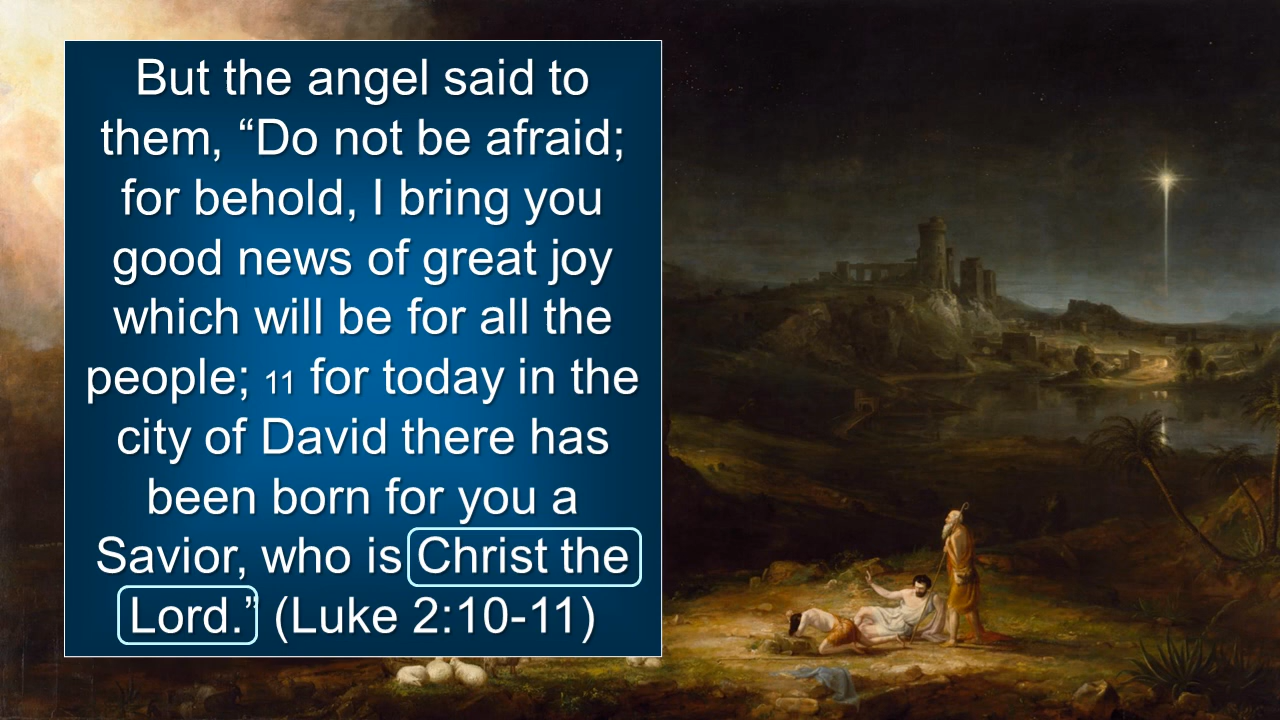 But the angel said to
them, “Do not be afraid;
for behold, I bring you
good news of great joy
which will be for all the
people; 11 for today in the
city of David there has
been born for you a
Savior, who is Christ the
Lord.” (Luke 2:10-11)